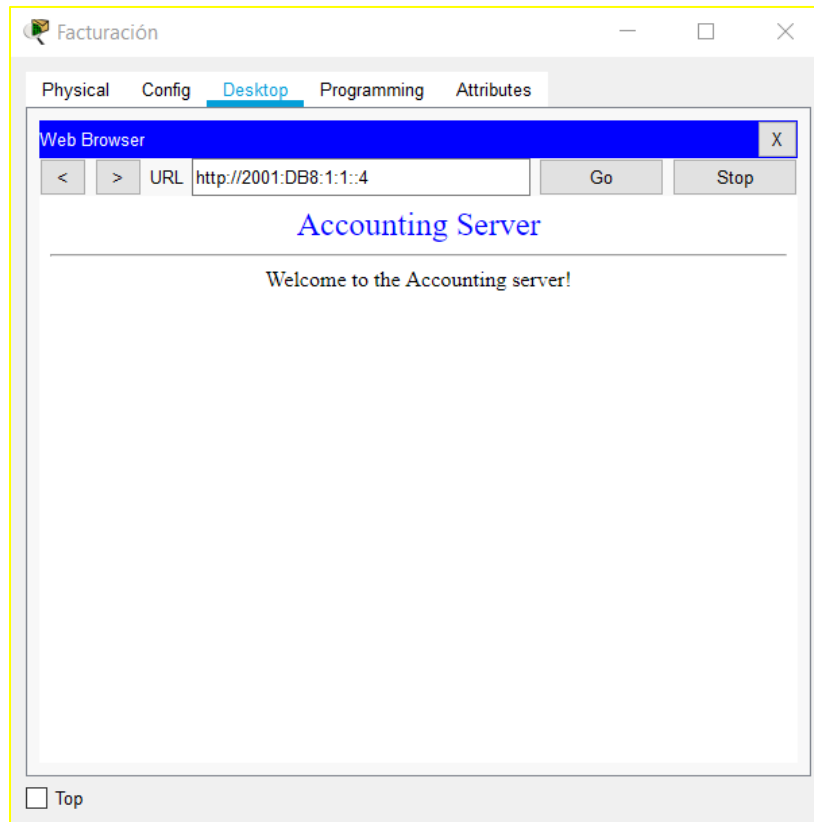 Facturación
Physical Config Desktop Programming Attributes
Web Browser X
< > URL http://2001:DB8:1:1::4 Go Stop
Accounting Server
Welcome to the Accounting server!
Top